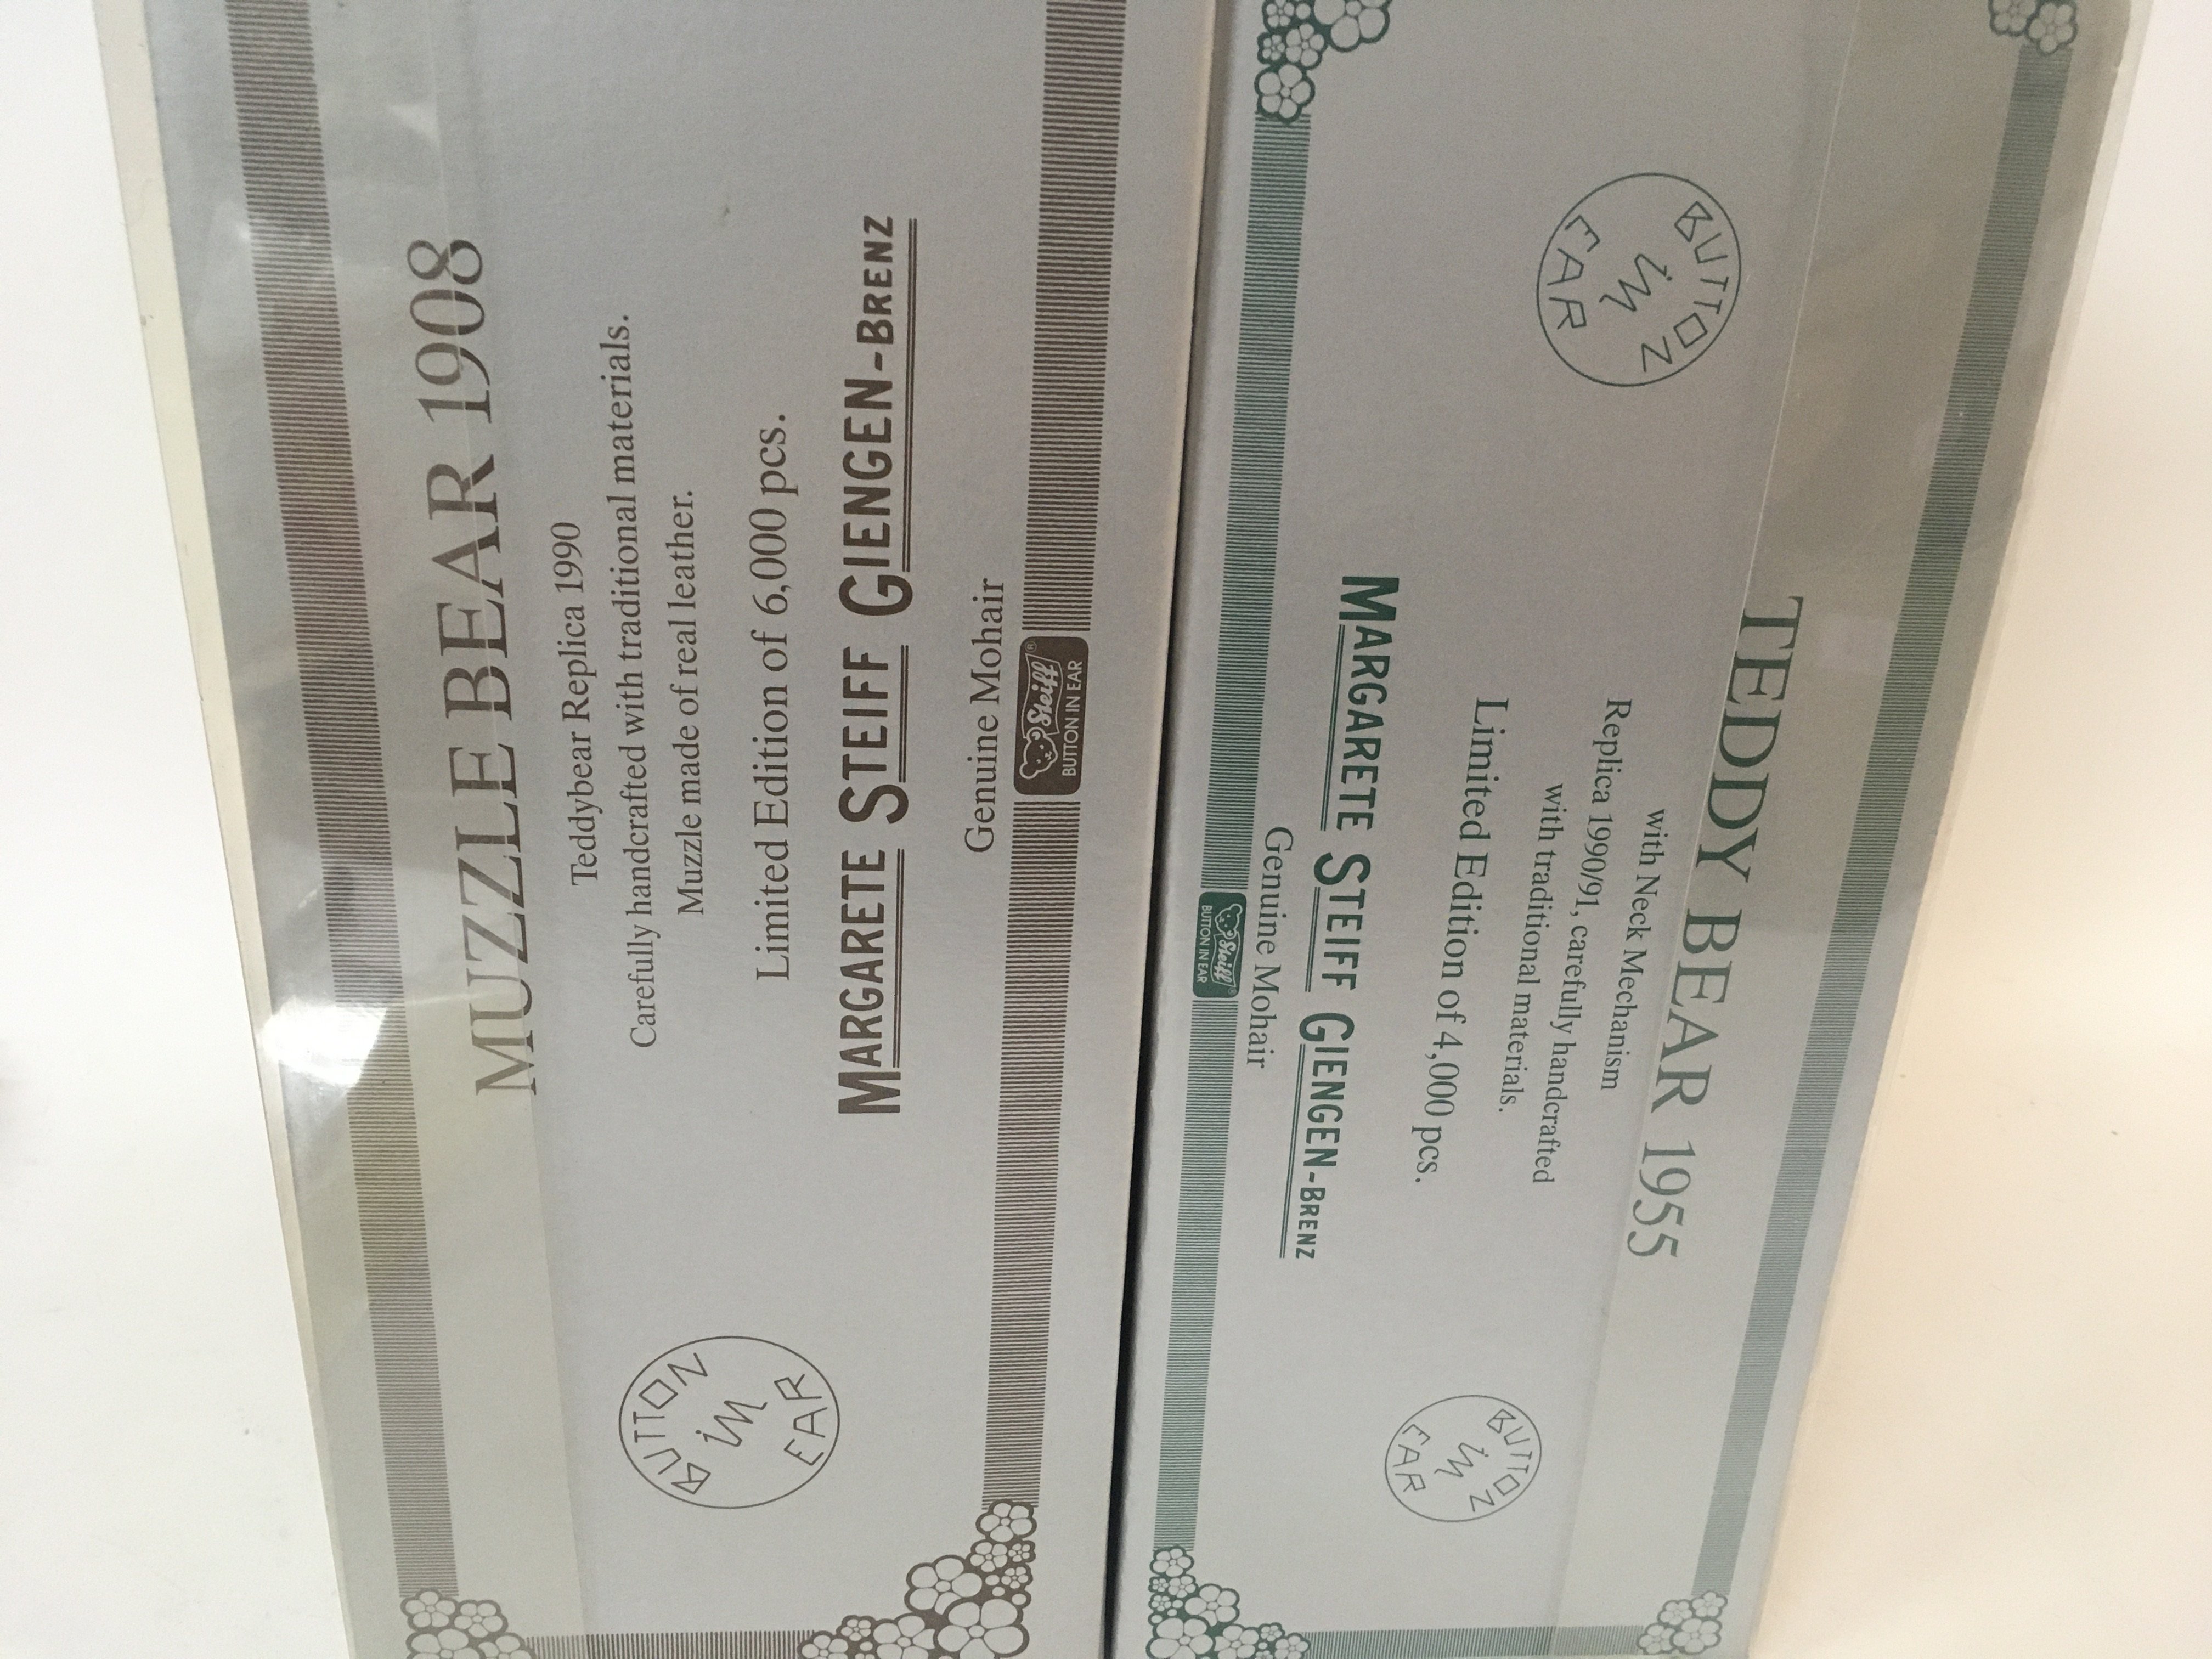 MUZZLE BEAR 1908
Teddybear Replica 1990
Carefully handcrafted with traditional materials.
Muzzle made of real leather.
Limited Edition of 6,000 pcs.
MARGARETE STEIFF GIENGEN-BRENZ
Genuine Mohair
Steiff®
BUTTON IN EAR
BUTTON
in
EAR
TEDDY BEAR 1955
with Neck Mechanism
Replica 1990/91, carefully handcrafted
with traditional materials.
Limited Edition of 4,000 pcs.
MARGARETE STEIFF GIENGEN-BRENZ
Genuine Mohair
Steiff®
BUTTON IN EAR
BUTTON
in
EAR
BUTTON
in
EAR